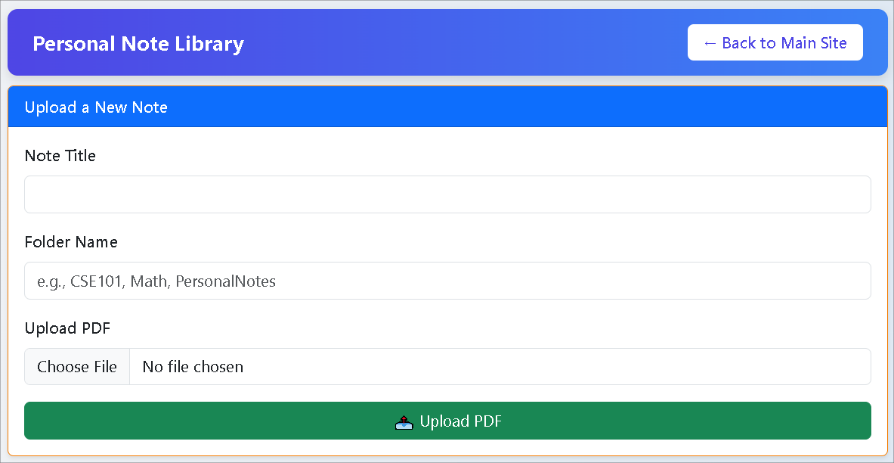 Personal Note Library
← Back to Main Site
Upload a New Note
Note Title
Folder Name
e.g., CSE101, Math, PersonalNotes
Upload PDF
Choose File No file chosen
📤 Upload PDF